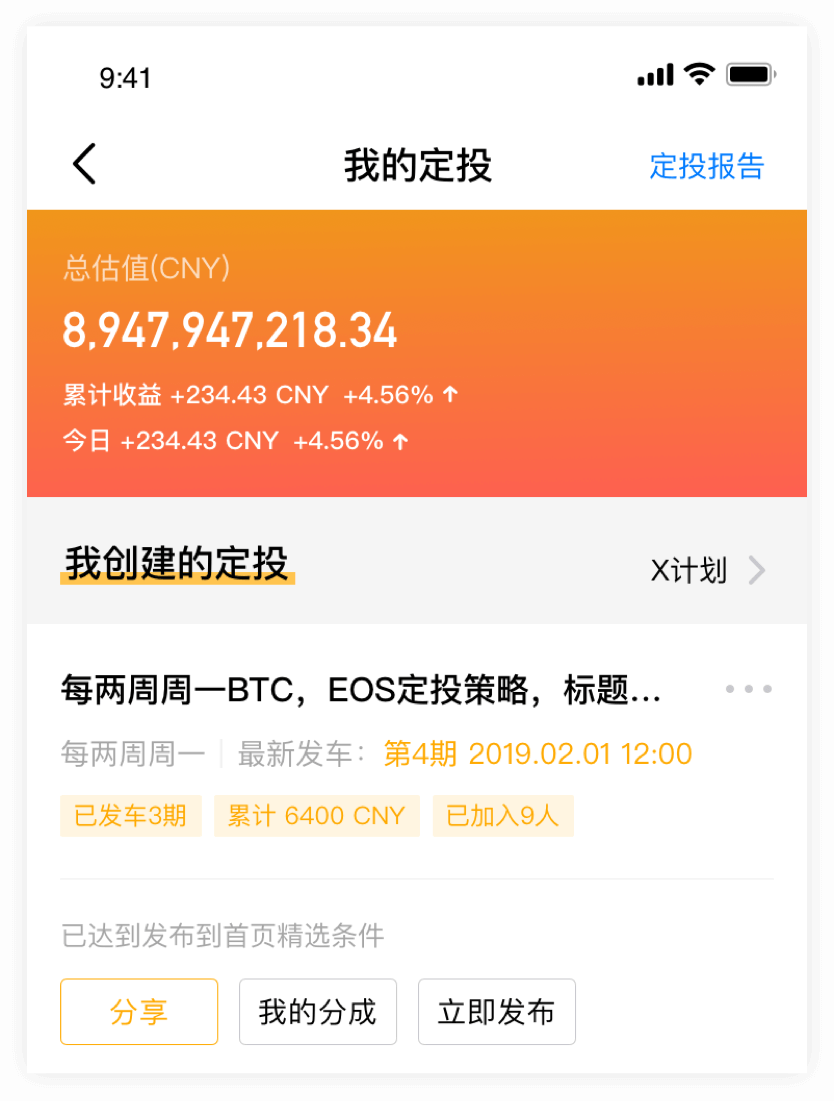 9:41
我的定投 定投报告
总估值(CNY)
8,947,947,218.34
累计收益 +234.43 CNY +4.56% ↑
今日 +234.43 CNY +4.56% ↑
我创建的定投 X计划
每两周周一BTC，EOS定投策略，标题...
每两周周一 最新发车： 第4期 2019.02.01 12:00
已发车3期 累计 6400 CNY 已加入9人
已达到发布到首页精选条件
分享 我的分成 立即发布